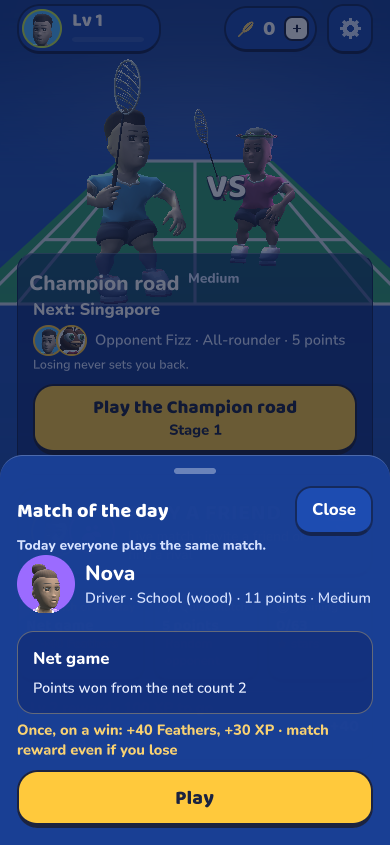 Lv 1
0
+
VS
Champion road Medium
Next: Singapore
Opponent Fizz · All-rounder · 5 points
Losing never sets you back.
Play the Champion road
Stage 1
Match of the day
Close
Today everyone plays the same match.
Nova
Driver · School (wood) · 11 points · Medium
Net game
Points won from the net count 2
Once, on a win: +40 Feathers, +30 XP · match
reward even if you lose
Play